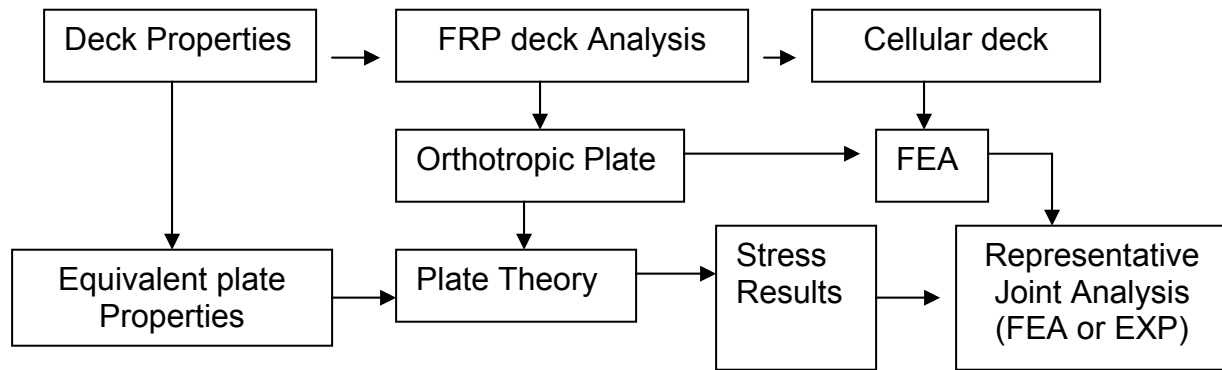 Deck Properties
FRP deck Analysis
Cellular deck
Orthotropic Plate
FEA
Equivalent plate
Properties
Plate Theory
Stress
Results
Representative
Joint Analysis
(FEA or EXP)